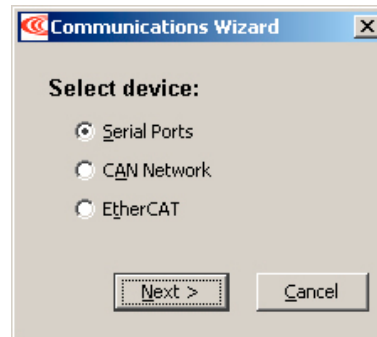 Communications Wizard
Select device:
Serial Ports
CAN Network
EtherCAT
Next > Cancel